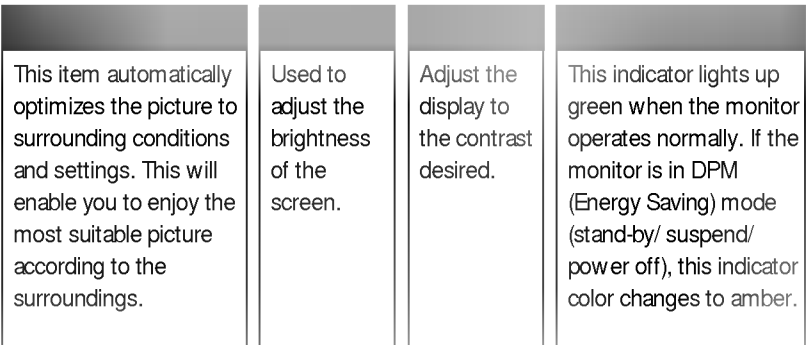 This item automatically
optimizes the picture to
surrounding conditions
and settings. This will
enable you to enjoy the
most suitable picture
according to the
surroundings.
Used to
adjust the
brightness
of the
screen.
Adjust the
display to
the contrast
desired.
This indicator lights up
green when the monitor
operates normally. If the
monitor is in DPM
(Energy Saving) mode
(stand-by/ suspend/
power off), this indicator
color changes to amber.